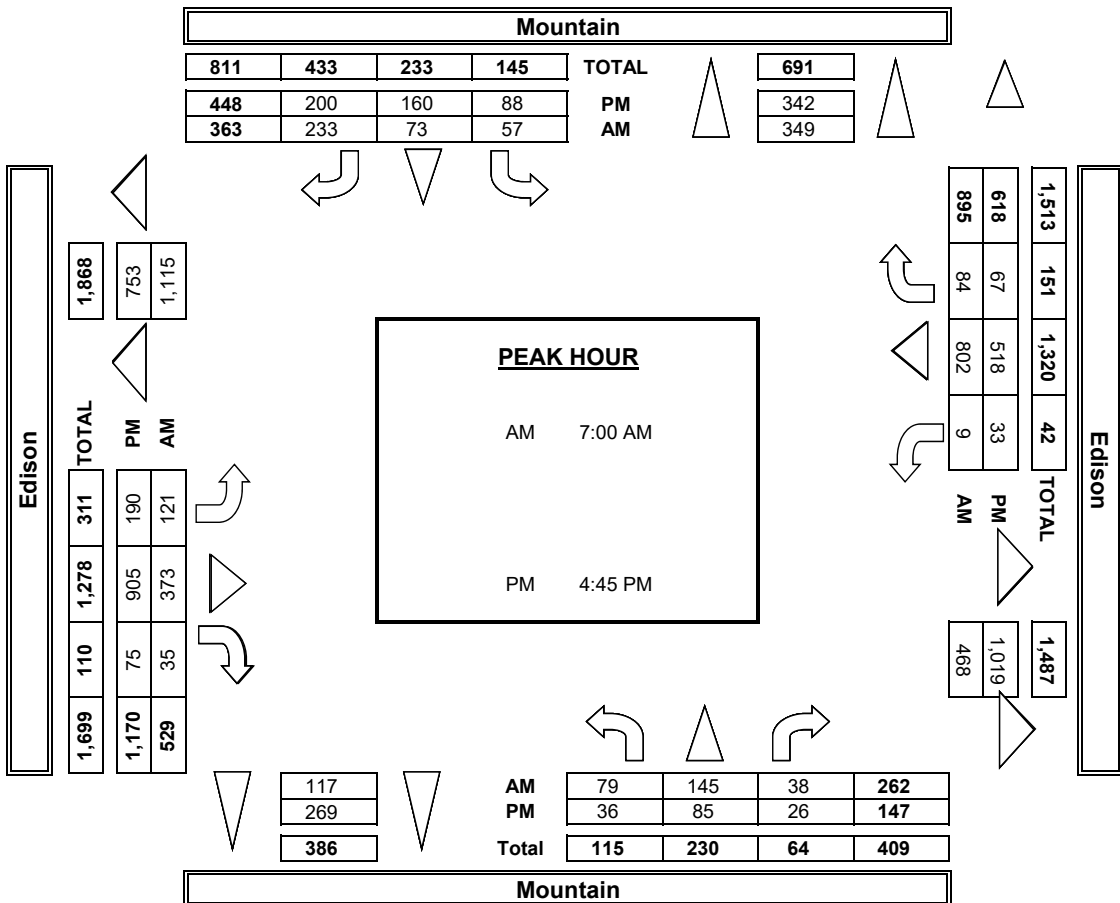 Mountain
811 433 233 145 TOTAL 691
448 200 160 88 PM 342
363 233 73 57 AM 349
Edison
1,868
753
1,115
TOTAL 311 1,278 110 1,699
PM 190 905 75 1,170
AM 121 373 35 529
PEAK HOUR
AM 7:00 AM
PM 4:45 PM
1,513 151 1,320 42 TOTAL 1,487
618 67 518 33 PM 1,019
895 84 802 9 AM 468
Edison
117 AM 79 145 38 262
269 PM 36 85 26 147
386 Total 115 230 64 409
Mountain